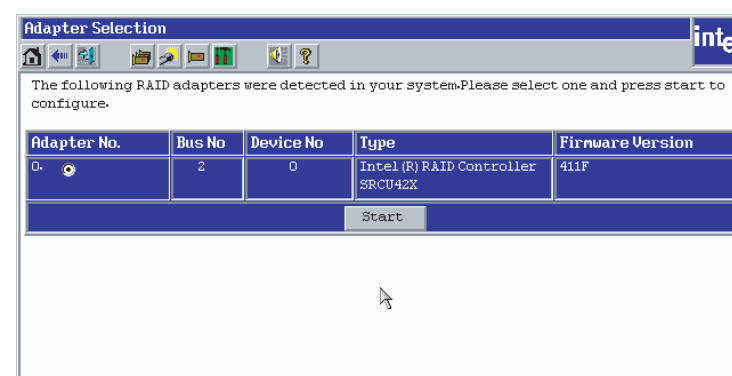 Adapter Selection
inte
The following RAID adapters were detected in your system.Please select one and press start to
configure.
Adapter No. Bus No Device No Type Firmware Version
0. 2 0 Intel(R) RAID Controller 411F
SRCU42X
Start